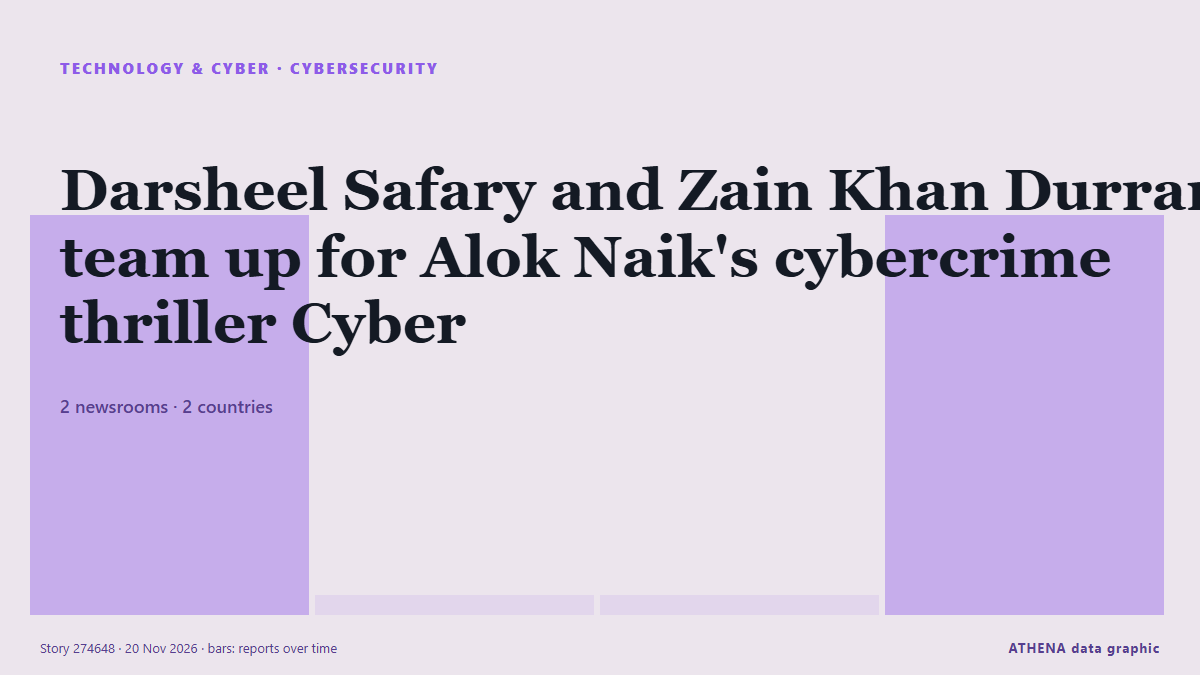 TECHNOLOGY & CYBER · CYBERSECURITY
Darsheel Safary and Zain Khan
team up for Alok Naik's cybercrime
thriller Cyber
2 newsrooms · 2 countries
Story 274648 · 20 Nov 2026 · bars: reports over time
ATHENA data graphic